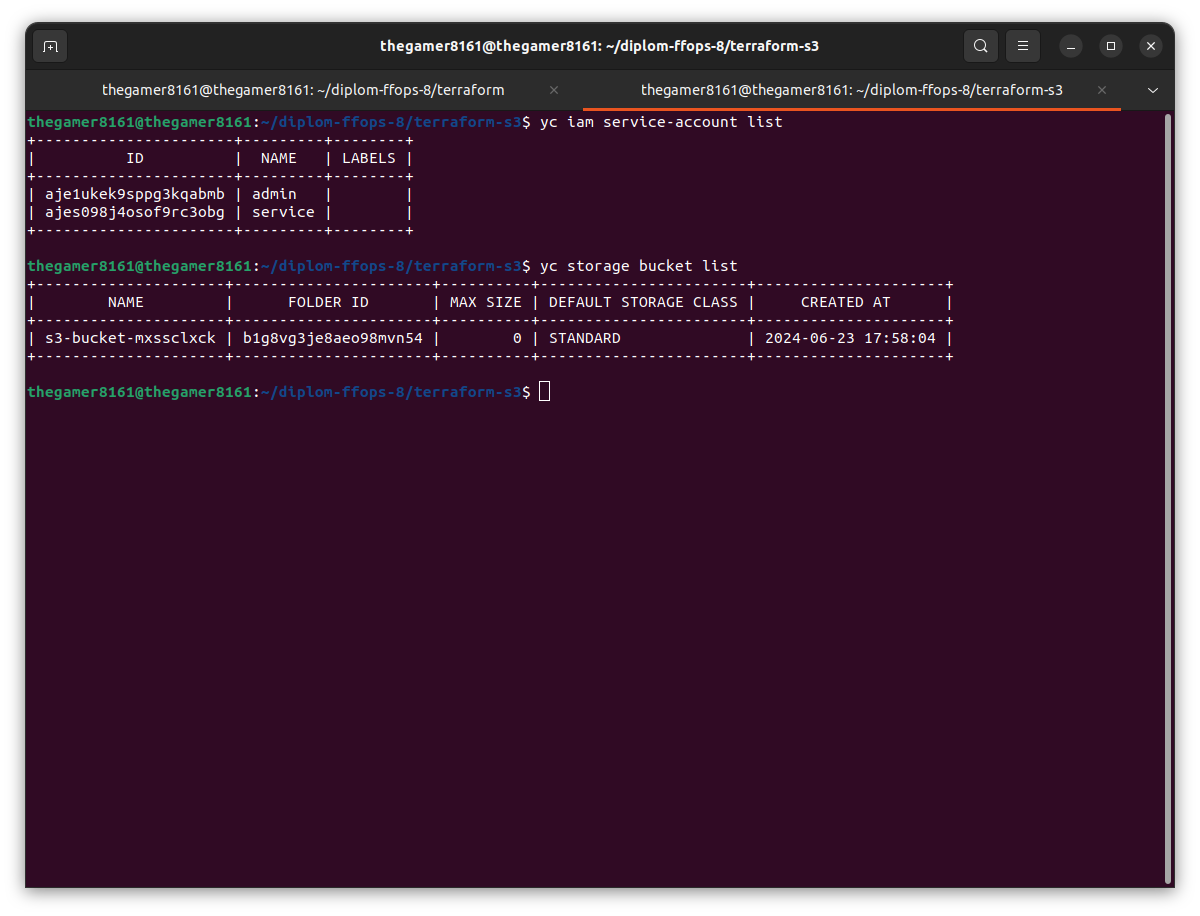 thegamer8161@thegamer8161: ~/diplom-ffops-8/terraform-s3
thegamer8161@thegamer8161: ~/diplom-ffops-8/terraform
thegamer8161@thegamer8161: ~/diplom-ffops-8/terraform-s3
thegamer8161@thegamer8161:~/diplom-ffops-8/terraform-s3$ yc iam service-account list
+----------------------+---------+--------+
|          ID          |  NAME   | LABELS |
+----------------------+---------+--------+
| aje1ukek9sppg3kqabmb | admin   |        |
| ajes098j4osof9rc3obg | service |        |
+----------------------+---------+--------+
thegamer8161@thegamer8161:~/diplom-ffops-8/terraform-s3$ yc storage bucket list
+---------------------+----------------------+----------+-----------------------+---------------------+
|        NAME         |      FOLDER ID       | MAX SIZE | DEFAULT STORAGE CLASS |     CREATED AT      |
+---------------------+----------------------+----------+-----------------------+---------------------+
| s3-bucket-mxssclxck | b1g8vg3je8aeo98mvn54 |        0 | STANDARD              | 2024-06-23 17:58:04 |
+---------------------+----------------------+----------+-----------------------+---------------------+
thegamer8161@thegamer8161:~/diplom-ffops-8/terraform-s3$